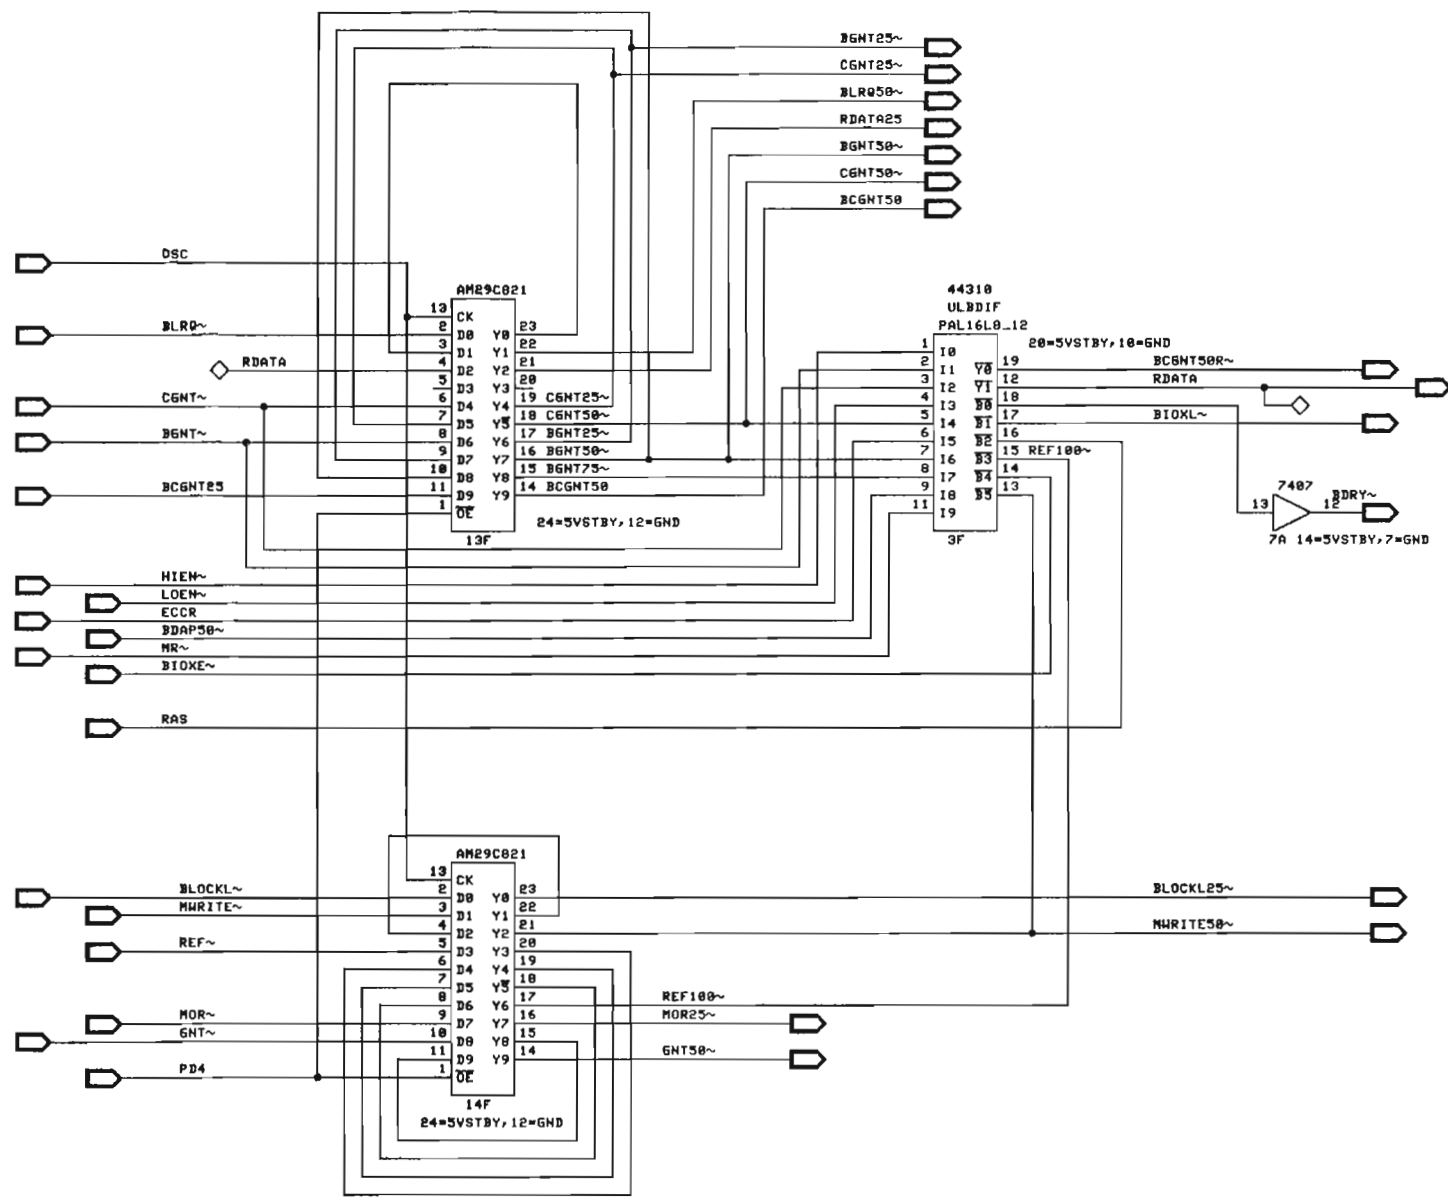 BGNT25~
CGNT25~
BLRQ50~
RDATA25
BGNT50~
CGNT50~
BCGNT50
OSC
BLRQ~
RDATA
CGNT~
BGNT~
BCGNT25
AM29C821
13 CK
2 D0 Y0 23
3 D1 Y1 22
4 D2 Y2 21
5 D3 Y3 20
6 D4 Y4 19 CGNT25~
7 D5 Y5 18 CGNT50~
8 D6 Y6 17 BGNT25~
9 D7 Y7 16 BGNT50~
10 D8 Y8 15 BGNT75~
11 D9 Y9 14 BCGNT50
1 OE
24=5VSTBY,12=GND
13F
44310
ULBDIF
PAL16L8_12
20=5VSTBY,10=GND
1 I0
2 I1 Y0 19 BCGNT50R~
3 I2 Y1 12 RDATA
4 I3 B0 18
5 I4 B1 17 BIOXL~
6 I5 B2 16
7 I6 B3 15 REF100~
8 I7 B4 14
9 I8 B5 13
11 I9
3F
7407
13 12 BDRY~
7A 14=5VSTBY,7=GND
HIEN~
LOEN~
ECCR
BDAP50~
MR~
BIOXE~
RAS
AM29C821
13 CK
BLOCKL~ 2 D0 Y0 23 BLOCKL25~
MWRITE~ 3 D1 Y1 22
4 D2 Y2 21 MWRITE50~
REF~ 5 D3 Y3 20
6 D4 Y4 19
7 D5 Y5 18
8 D6 Y6 17 REF100~
MOR~ 9 D7 Y7 16 MOR25~
GNT~ 10 D8 Y8 15
11 D9 Y9 14 GNT50~
PD4 1 OE
14F
24=5VSTBY,12=GND